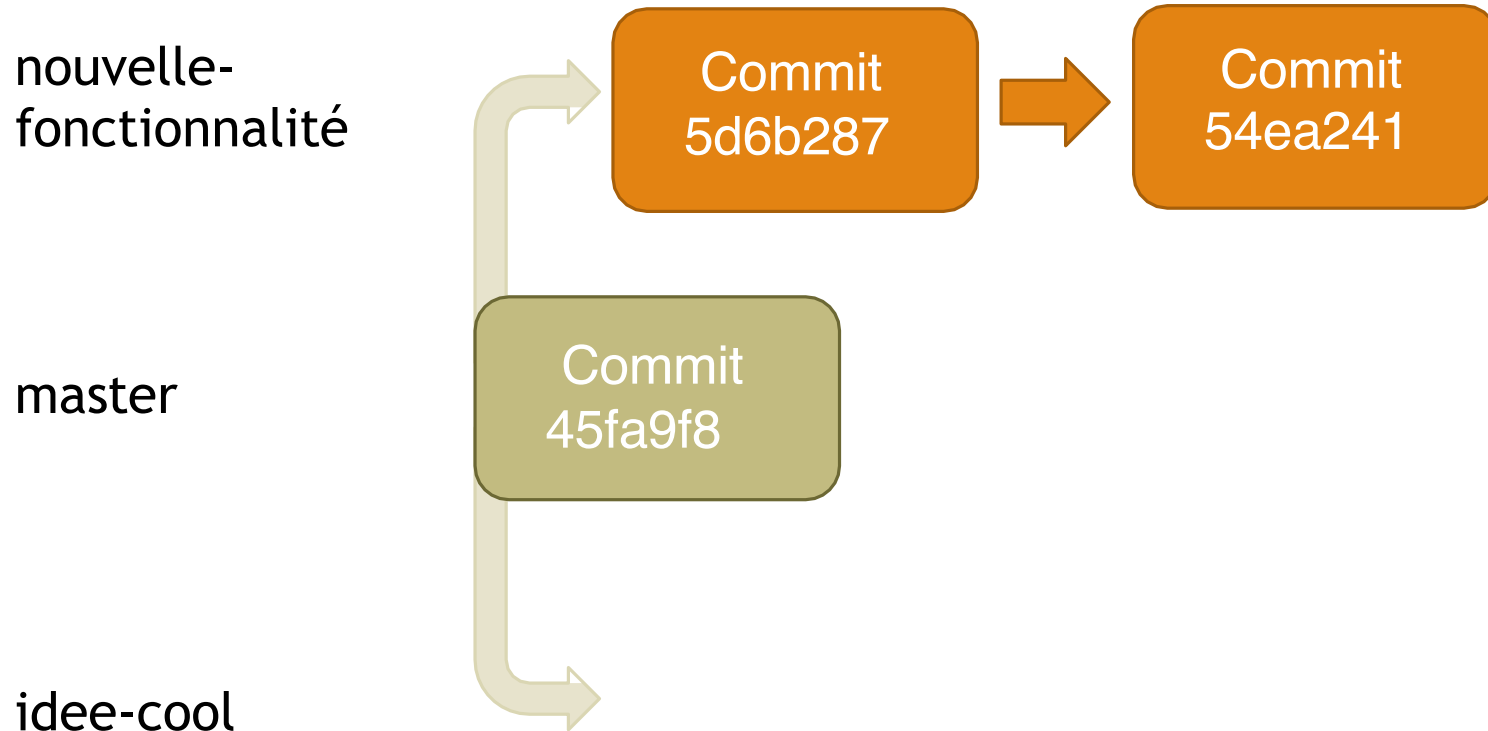 nouvelle-
fonctionnalité
Commit
5d6b287
Commit
54ea241
master
Commit
45fa9f8
idee-cool